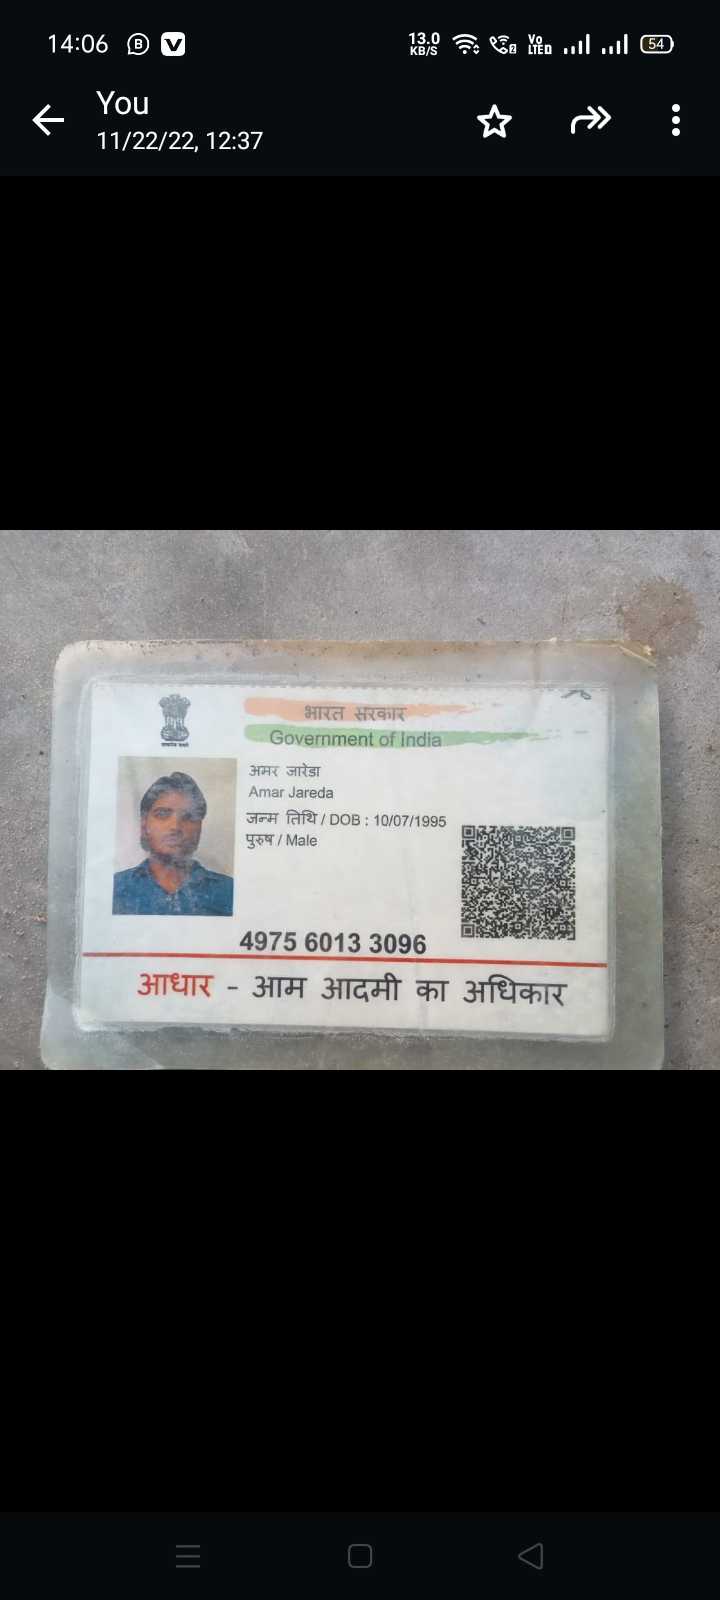 14:06
13.0 KB/S
Vo LTE
54
You
11/22/22, 12:37
भारत सरकार
Government of India
अमर जारेडा
Amar Jareda
जन्म तिथि / DOB : 10/07/1995
पुरुष / Male
4975 6013 3096
आधार - आम आदमी का अधिकार